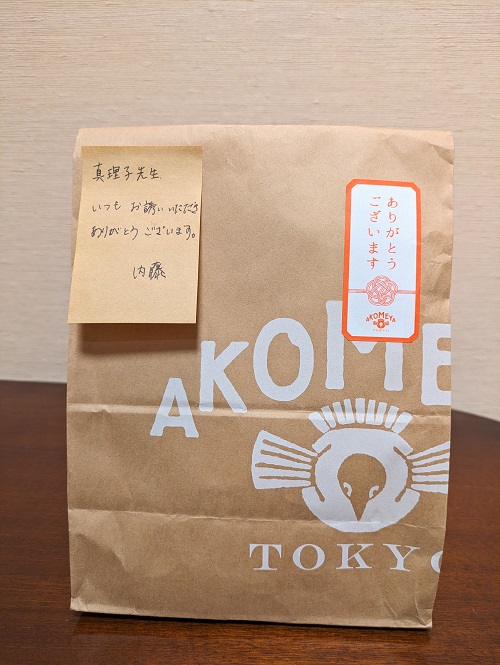 真理子先生
いつも お誘いいただき
ありがとう ございます。
内藤
ありがとう
ございます
AKOMEYA
AKOME
TOKYO